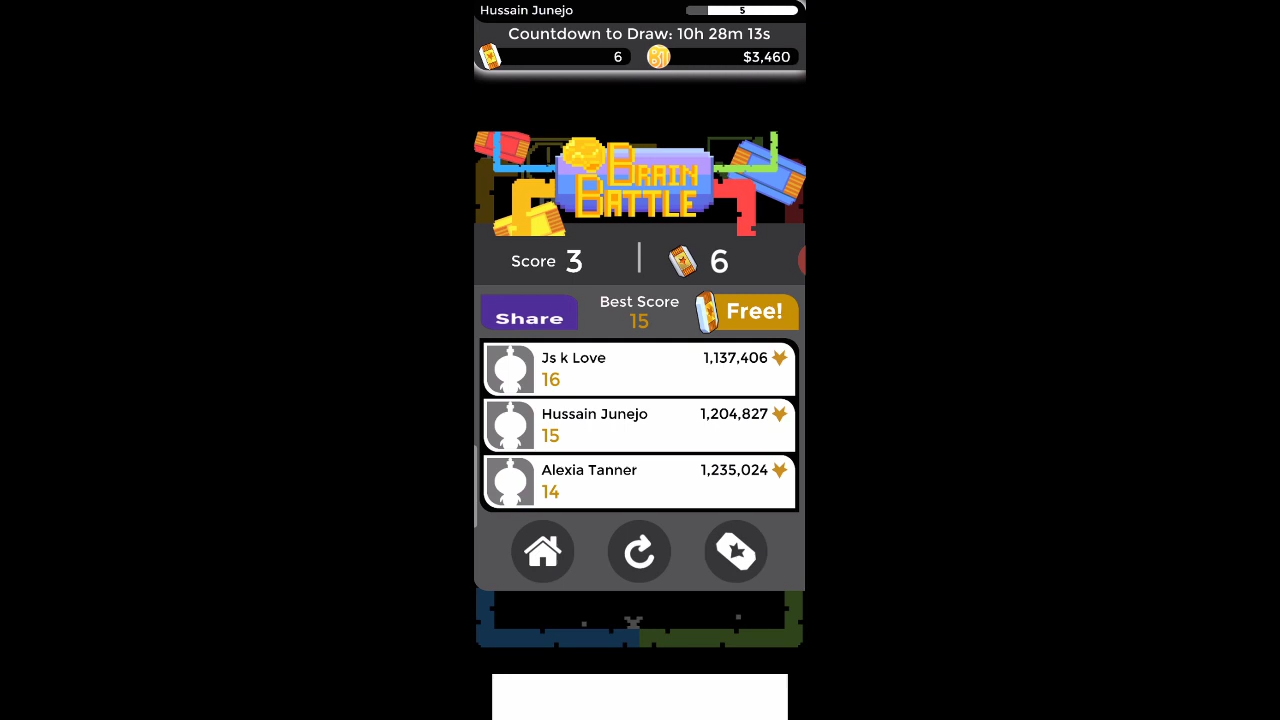 Hussain Junejo
5
Countdown to Draw: 10h 28m 13s
6
$3,460
BRAIN
BATTLE
Score 3
6
Share
Best Score
15
Free!
Js k Love
1,137,406
16
Hussain Junejo
1,204,827
15
Alexia Tanner
1,235,024
14